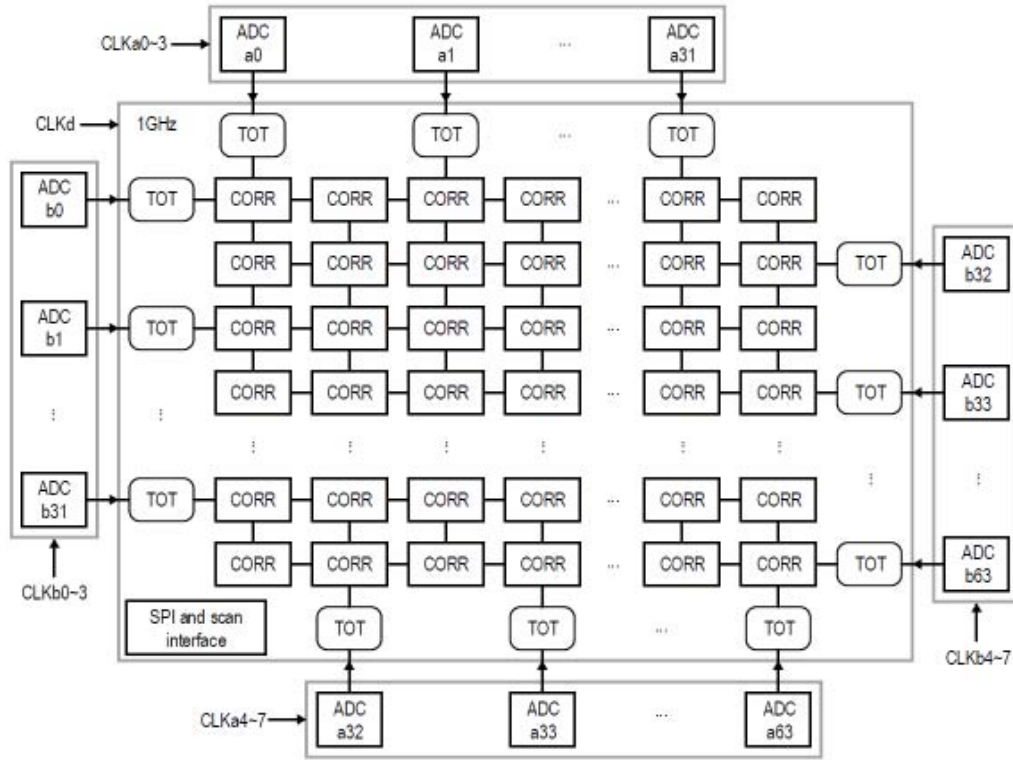 CLKa0~3
ADC a0
ADC a1
...
ADC a31
CLKd
1GHz
TOT
TOT
...
TOT
ADC b0
TOT
CORR CORR CORR CORR ... CORR CORR
CORR CORR CORR CORR ... CORR CORR
TOT
ADC b32
ADC b1
TOT
CORR CORR CORR CORR ... CORR CORR
CORR CORR CORR CORR ... CORR CORR
TOT
ADC b33
ADC b31
TOT
CORR CORR CORR CORR ... CORR CORR
CORR CORR CORR CORR ... CORR CORR
TOT
ADC b63
CLKb0~3
SPI and scan
interface
TOT
TOT
...
TOT
CLKb4~7
CLKa4~7
ADC a32
ADC a33
...
ADC a63